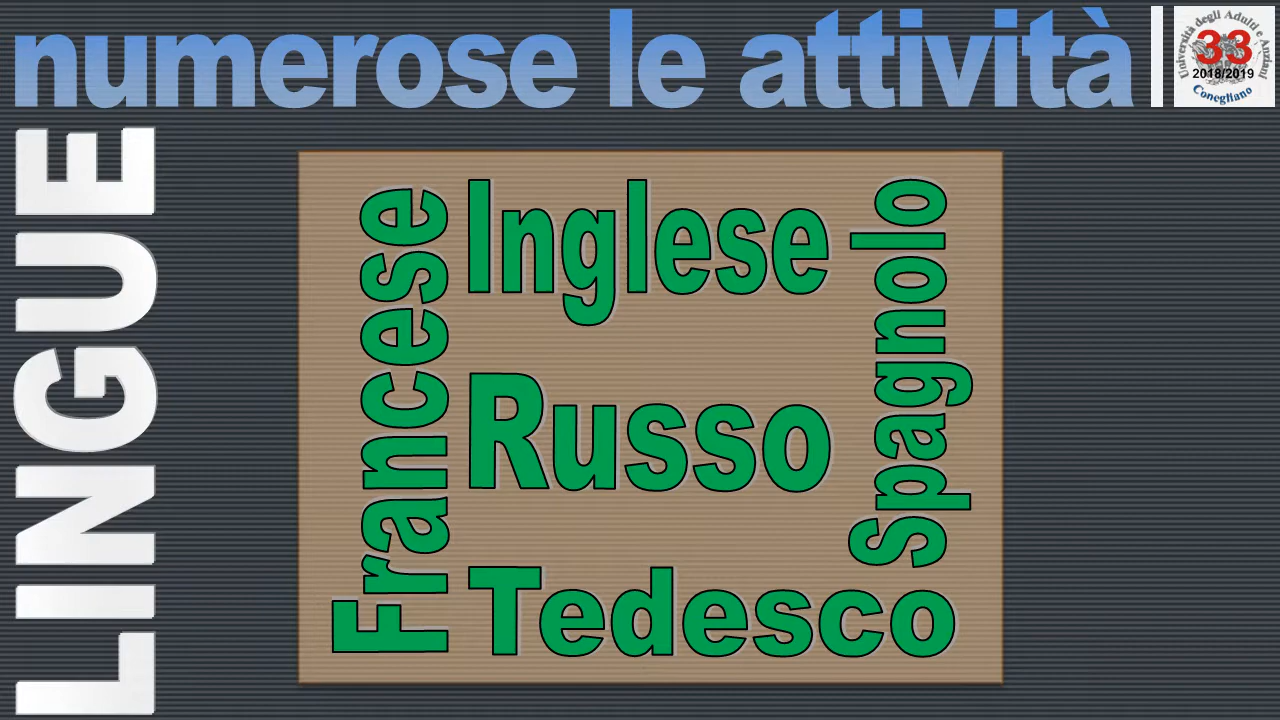 numerose le attività
Università degli Adulti e Anziani
33
2018/2019
Conegliano
LINGUE
Francese
Inglese
Russo
Tedesco
Spagnolo